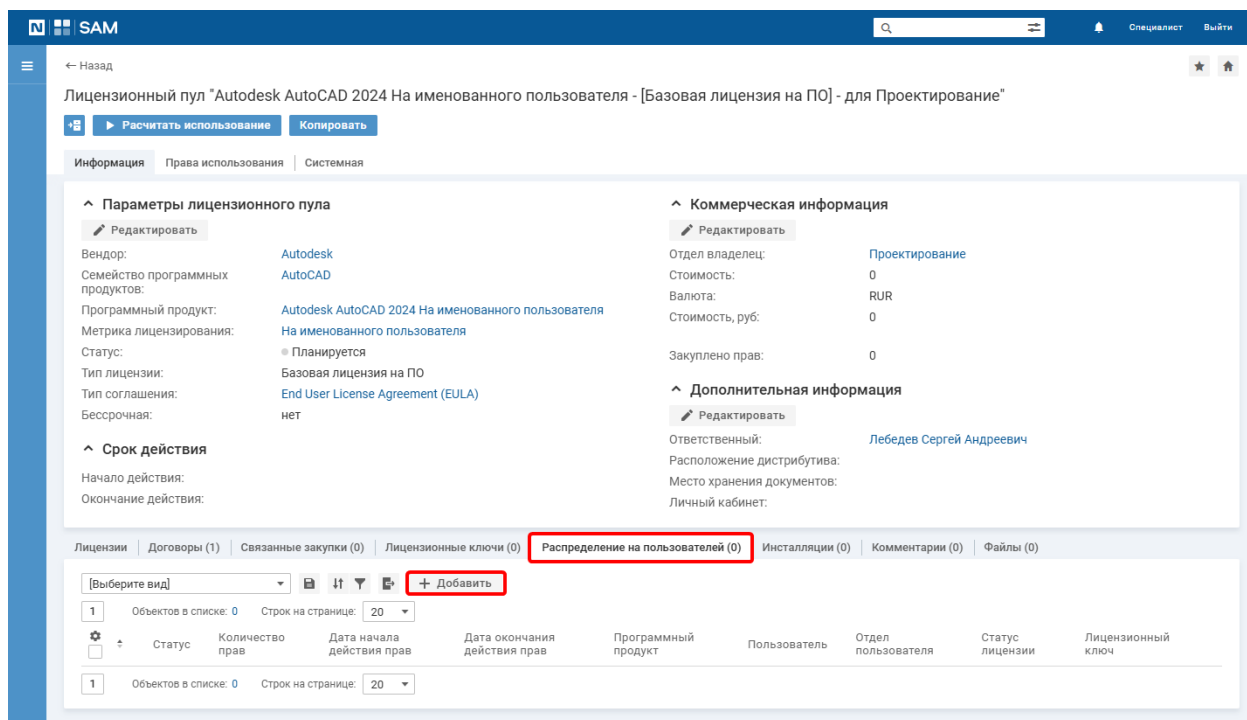 N SAM Специалист Выйти
← Назад
Лицензионный пул "Autodesk AutoCAD 2024 На именованного пользователя - [Базовая лицензия на ПО] - для Проектирование"
Расчитать использование Копировать
Информация Права использования Системная
Параметры лицензионного пула
Редактировать
Вендор: Autodesk
Семейство программных продуктов: AutoCAD
Программный продукт: Autodesk AutoCAD 2024 На именованного пользователя
Метрика лицензирования: На именованного пользователя
Статус: Планируется
Тип лицензии: Базовая лицензия на ПО
Тип соглашения: End User License Agreement (EULA)
Бессрочная: нет
Срок действия
Начало действия:
Окончание действия:
Коммерческая информация
Редактировать
Отдел владелец: Проектирование
Стоимость: 0
Валюта: RUR
Стоимость, руб: 0
Закуплено прав: 0
Дополнительная информация
Редактировать
Ответственный: Лебедев Сергей Андреевич
Расположение дистрибутива:
Место хранения документов:
Личный кабинет:
Лицензии Договоры (1) Связанные закупки (0) Лицензионные ключи (0) Распределение на пользователей (0) Инсталляции (0) Комментарии (0) Файлы (0)
[Выберите вид] + Добавить
1 Объектов в списке: 0 Строк на странице: 20
Статус Количество прав Дата начала действия прав Дата окончания действия прав Программный продукт Пользователь Отдел пользователя Статус лицензии Лицензионный ключ
1 Объектов в списке: 0 Строк на странице: 20